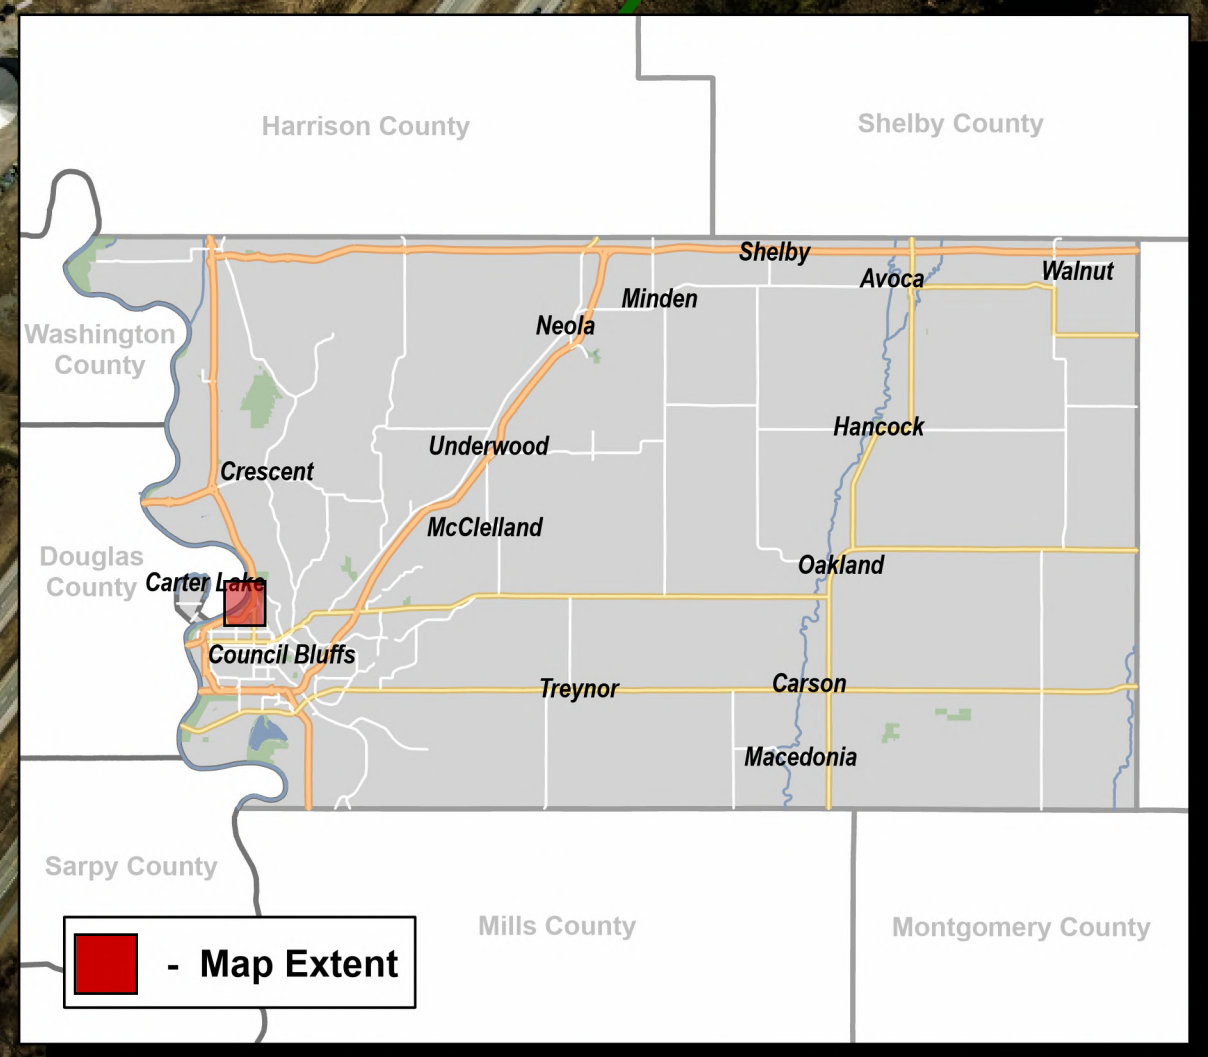 Harrison County
Shelby County
Shelby
Avoca
Walnut
Minden
Neola
Washington
County
Hancock
Underwood
Crescent
McClelland
Douglas
County
Oakland
Carter Lake
Council Bluffs
Treynor
Carson
Macedonia
Sarpy County
Mills County
Montgomery County
- Map Extent